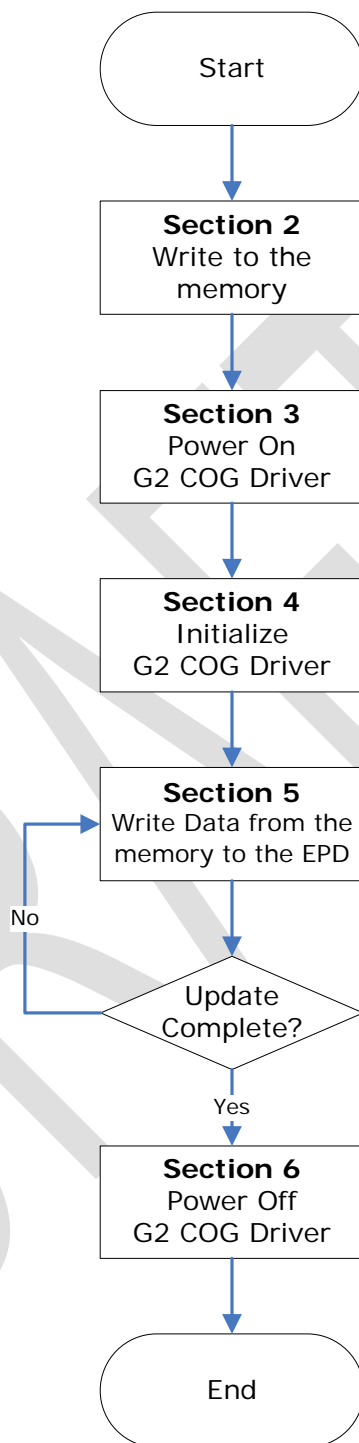 Start
Section 2
Write to the
memory
Section 3
Power On
G2 COG Driver
Section 4
Initialize
G2 COG Driver
Section 5
Write Data from the
memory to the EPD
No
Update
Complete?
Yes
Section 6
Power Off
G2 COG Driver
End